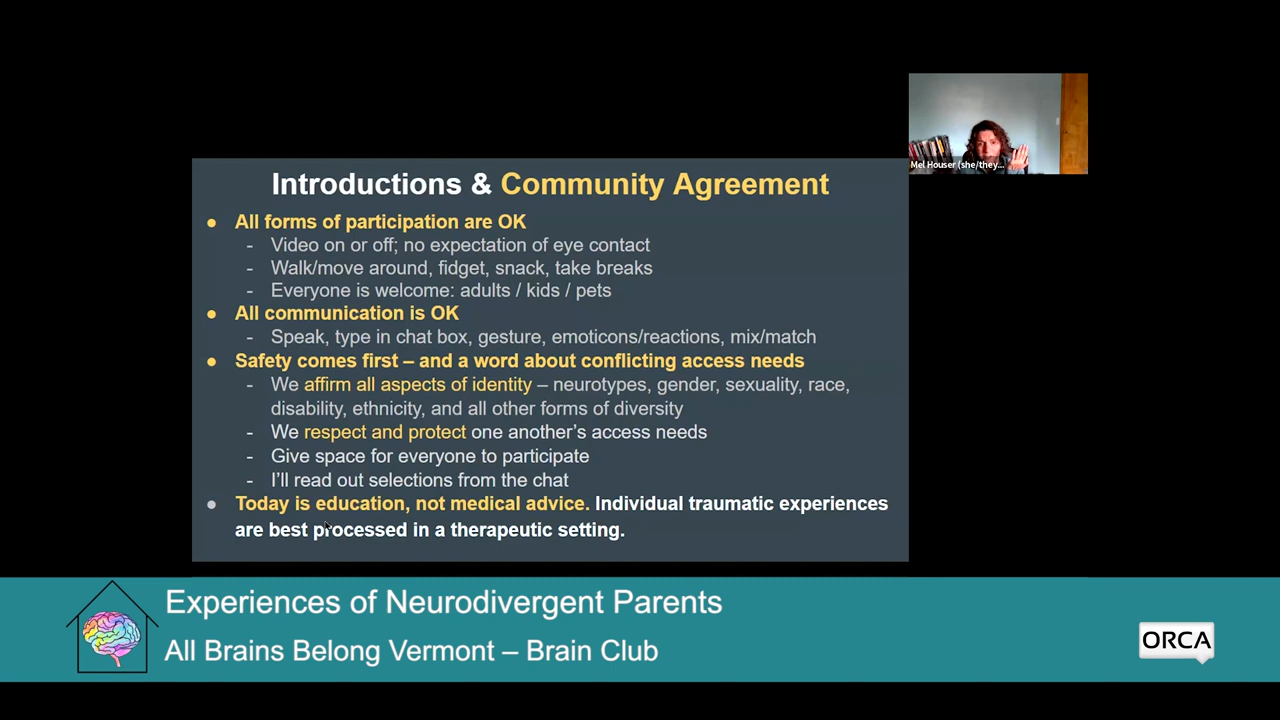 Mel Houser (she/they...
Introductions & Community Agreement
● All forms of participation are OK
- Video on or off; no expectation of eye contact
- Walk/move around, fidget, snack, take breaks
- Everyone is welcome: adults / kids / pets
● All communication is OK
- Speak, type in chat box, gesture, emoticons/reactions, mix/match
● Safety comes first – and a word about conflicting access needs
- We affirm all aspects of identity – neurotypes, gender, sexuality, race,
disability, ethnicity, and all other forms of diversity
- We respect and protect one another’s access needs
- Give space for everyone to participate
- I’ll read out selections from the chat
● Today is education, not medical advice. Individual traumatic experiences
are best processed in a therapeutic setting.
Experiences of Neurodivergent Parents
All Brains Belong Vermont – Brain Club
ORCA